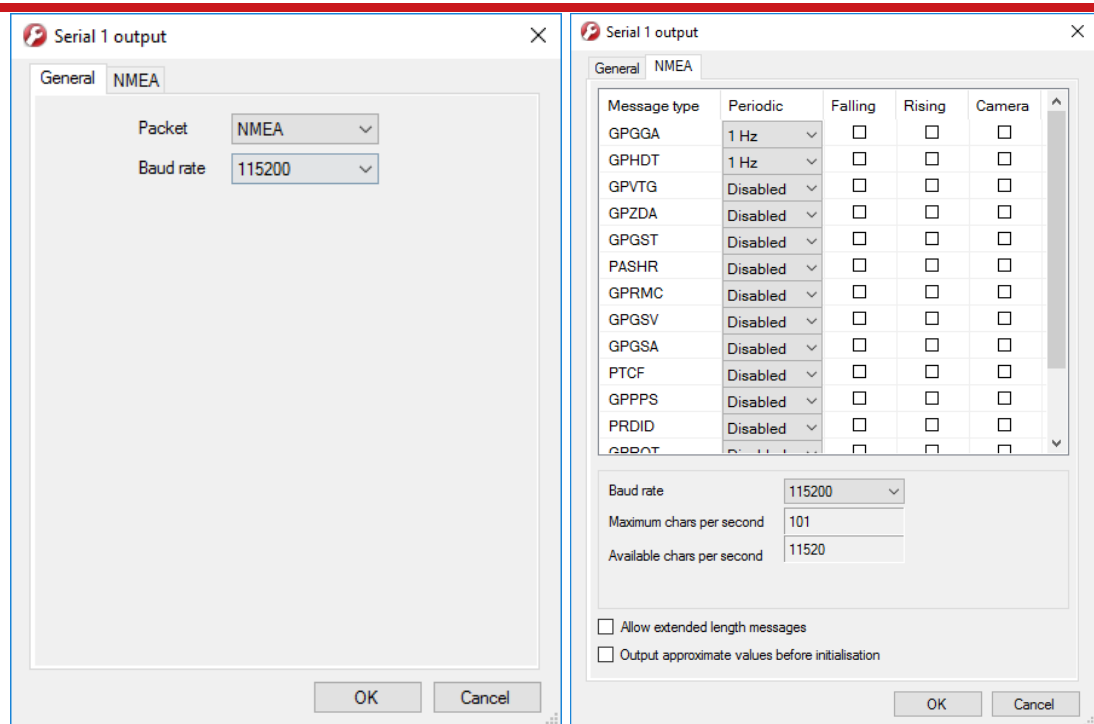 Serial 1 output
General NMEA
Packet NMEA
Baud rate 115200
OK Cancel
Serial 1 output
General NMEA
Message type Periodic Falling Rising Camera
GPGGA 1 Hz
GPHDT 1 Hz
GPVTG Disabled
GPZDA Disabled
GPGST Disabled
PASHR Disabled
GPRMC Disabled
GPGSV Disabled
GPGSA Disabled
PTCF Disabled
GPPPS Disabled
PRDID Disabled
Baud rate 115200
Maximum chars per second 101
Available chars per second 11520
Allow extended length messages
Output approximate values before initialisation
OK Cancel